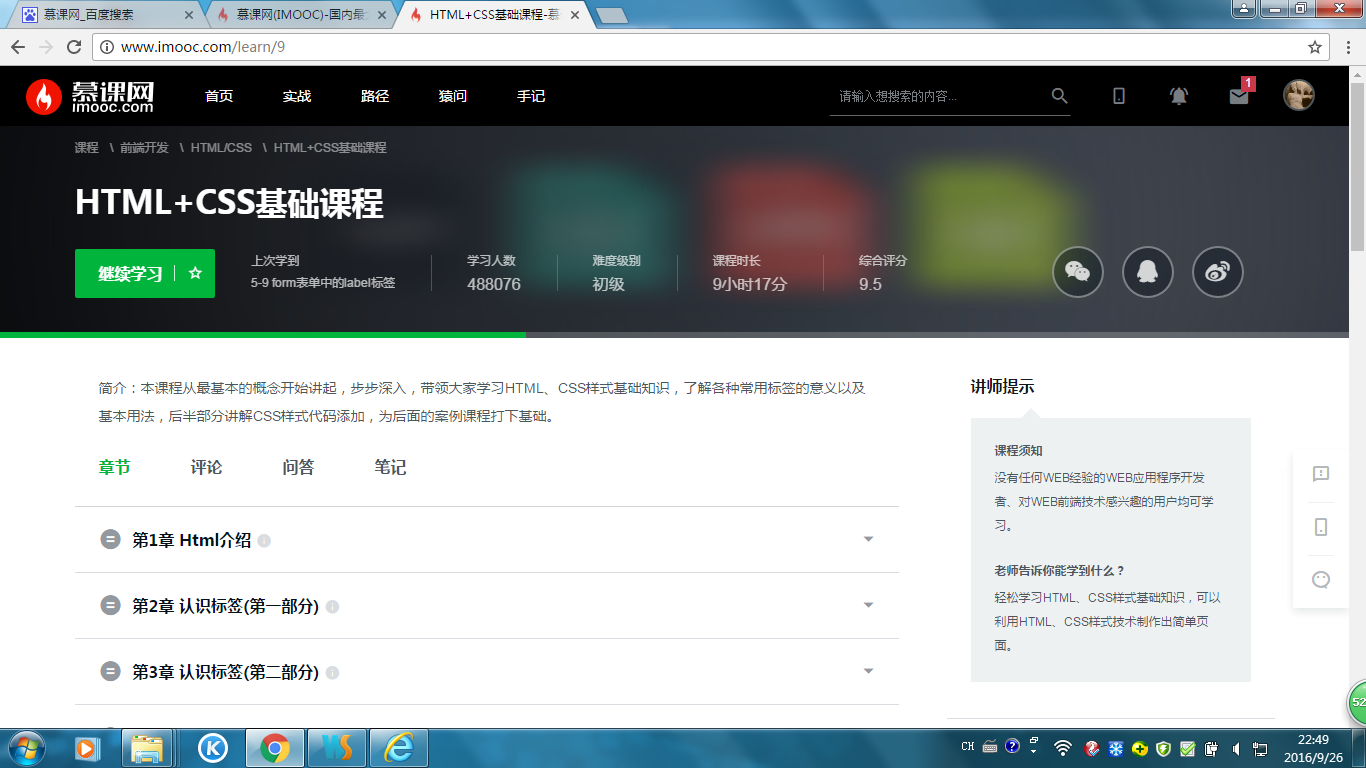 慕课网_百度搜索
慕课网(IMOOC)-国内最
HTML+CSS基础课程-慕
www.imooc.com/learn/9
慕课网
imooc.com
首页 实战 路径 猿问 手记
请输入想搜索的内容...
1
课程 \ 前端开发 \ HTML/CSS \ HTML+CSS基础课程
HTML+CSS基础课程
继续学习
上次学到 学习人数 难度级别 课程时长 综合评分
5-9 form表单中的label标签 488076 初级 9小时17分 9.5
简介：本课程从最基本的概念开始讲起，步步深入，带领大家学习HTML、CSS样式基础知识，了解各种常用标签的意义以及
基本用法，后半部分讲解CSS样式代码添加，为后面的案例课程打下基础。
章节 评论 问答 笔记
第1章 Html介绍
第2章 认识标签(第一部分)
第3章 认识标签(第二部分)
讲师提示
课程须知
没有任何WEB经验的WEB应用程序开发
者、对WEB前端技术感兴趣的用户均可学
习。
老师告诉你能学到什么？
轻松学习HTML、CSS样式基础知识，可以
利用HTML、CSS样式技术制作出简单页
面。
52
K
WS
CH
22:49
2016/9/26